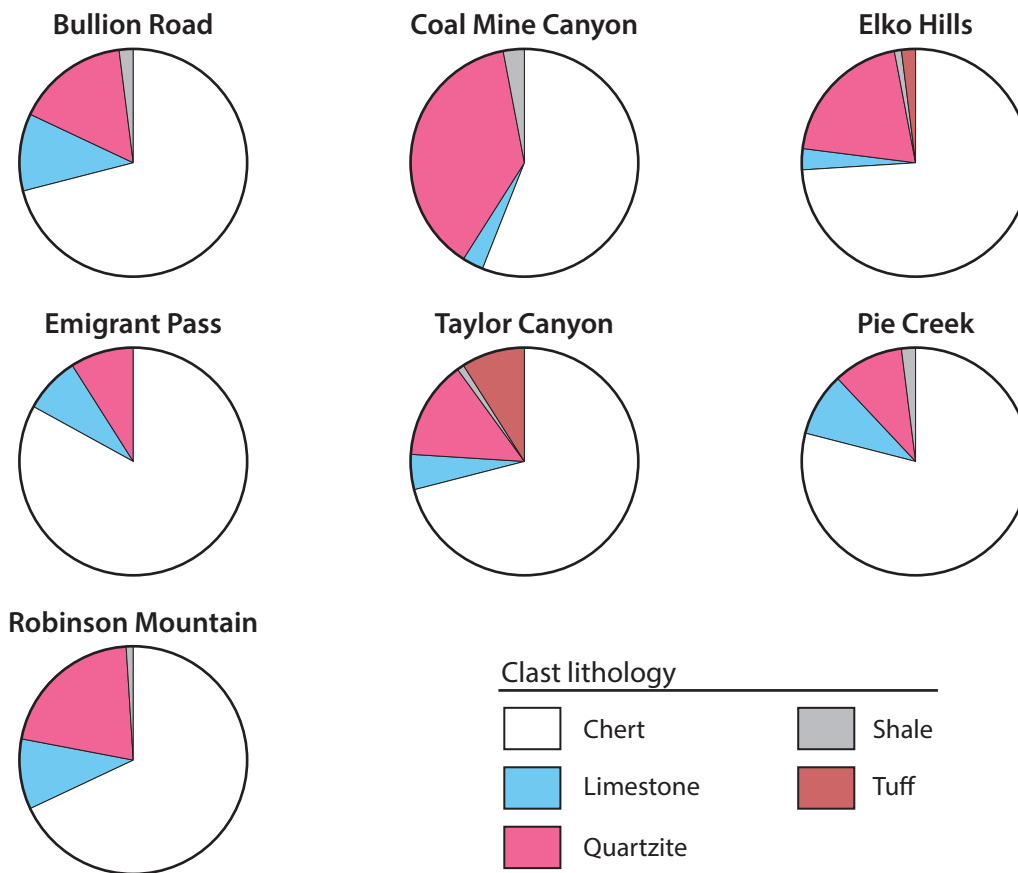 Bullion Road
Coal Mine Canyon
Elko Hills
Emigrant Pass
Taylor Canyon
Pie Creek
Robinson Mountain
Clast lithology
Chert
Shale
Limestone
Tuff
Quartzite